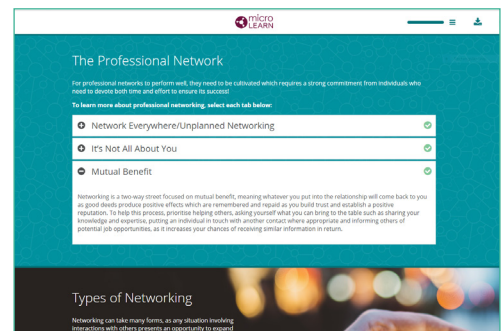 micro
LEARN
The Professional Network
For professional networks to perform well, they need to be cultivated which requires a strong commitment from individuals who
need to devote both time and effort to ensure its success!
To learn more about professional networking, select each tab below:
Network Everywhere/Unplanned Networking
It's Not All About You
Mutual Benefit
Networking is a two-way street focused on mutual benefit, meaning whatever you put into the relationship will come back to you
as good deeds produce positive effects which are remembered and repaid as you build trust and establish a positive
reputation. To help this process, prioritise helping others, asking yourself what you can bring to the table such as sharing your
knowledge and expertise, putting an individual in touch with another contact where appropriate and informing others of
potential job opportunities, as it increases your chances of receiving similar information in return.
Types of Networking
Networking can take many forms, as any situation involving
interactions with others presents an opportunity to expand